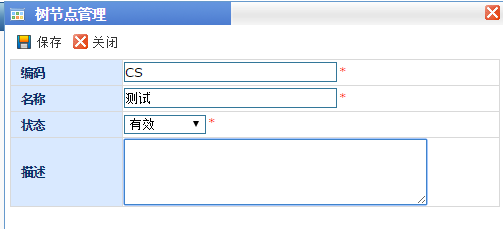 树节点管理
保存 关闭
编码 CS *
名称 测试 *
状态 有效 *
描述